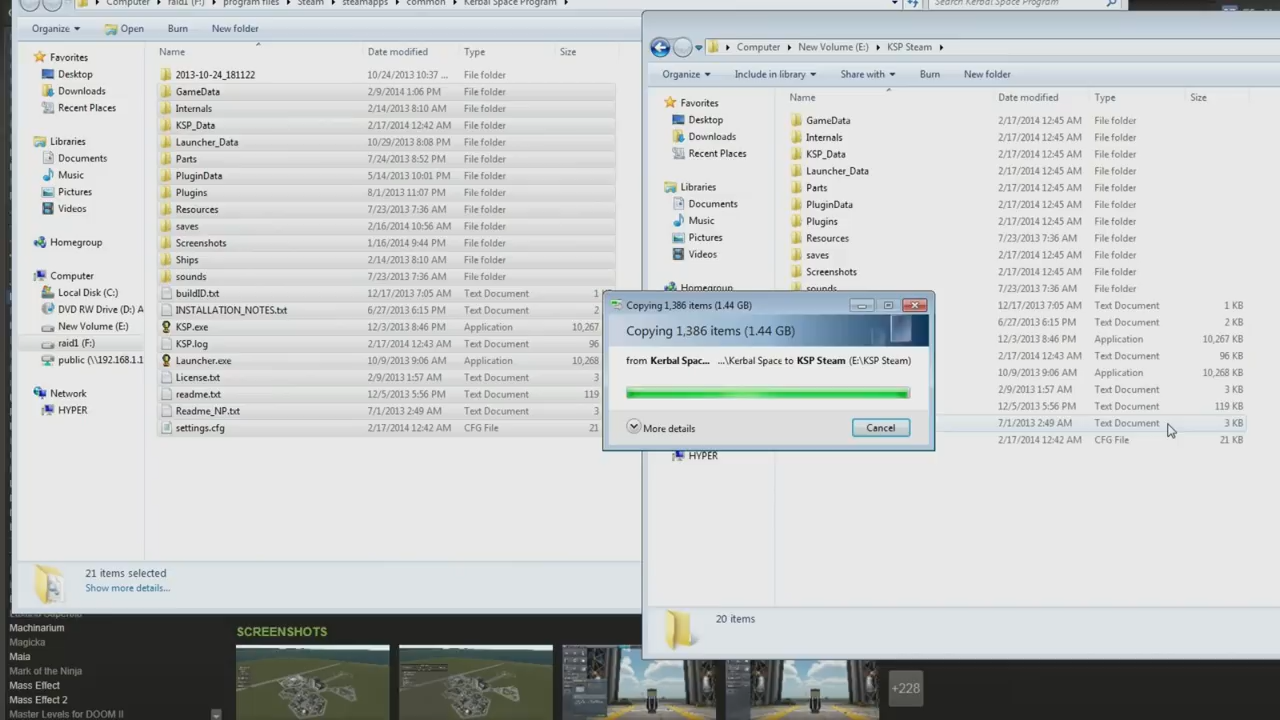 Computer ▸ raid1 (F:) ▸ program files ▸ Steam ▸ steamapps ▸ common ▸ Kerbal Space Program ▸
Search Kerbal Space Program
Organize Open Burn New folder
Name Date modified Type Size
Favorites
Desktop
Downloads
Recent Places
Libraries
Documents
Music
Pictures
Videos
Homegroup
Computer
Local Disk (C:)
DVD RW Drive (D:) A
New Volume (E:)
raid1 (F:)
public (\\192.168.1.1
Network
HYPER
2013-10-24_181122 10/24/2013 10:37 ... File folder
GameData 2/9/2014 1:06 PM File folder
Internals 2/14/2013 8:10 AM File folder
KSP_Data 2/17/2014 12:42 AM File folder
Launcher_Data 10/29/2013 8:08 PM File folder
Parts 7/24/2013 8:52 PM File folder
PluginData 5/14/2013 10:01 PM File folder
Plugins 8/1/2013 11:07 PM File folder
Resources 7/23/2013 7:36 AM File folder
saves 2/16/2014 10:56 AM File folder
Screenshots 1/16/2014 9:44 PM File folder
Ships 2/14/2013 8:10 AM File folder
sounds 7/23/2013 7:36 AM File folder
buildID.txt 12/17/2013 7:05 AM Text Document 1
INSTALLATION_NOTES.txt 6/27/2013 6:15 PM Text Document 2
KSP.exe 12/3/2013 8:46 PM Application 10,267
KSP.log 2/17/2014 12:43 AM Text Document 96
Launcher.exe 10/9/2013 9:06 AM Application 10,268
License.txt 2/9/2013 1:57 AM Text Document 3
readme.txt 12/5/2013 5:56 PM Text Document 119
Readme_NP.txt 7/1/2013 2:49 AM Text Document 3
settings.cfg 2/17/2014 12:42 AM CFG File 21
21 items selected
Show more details...
Computer ▸ New Volume (E:) ▸ KSP Steam ▸
Organize Include in library Share with Burn New folder
Name Date modified Type Size
Favorites
Desktop
Downloads
Recent Places
Libraries
Documents
Music
Pictures
Videos
Homegroup
HYPER
GameData 2/17/2014 12:45 AM File folder
Internals 2/17/2014 12:45 AM File folder
KSP_Data 2/17/2014 12:45 AM File folder
Launcher_Data 2/17/2014 12:45 AM File folder
Parts 2/17/2014 12:45 AM File folder
PluginData 2/17/2014 12:45 AM File folder
Plugins 2/17/2014 12:45 AM File folder
Resources 7/23/2013 7:36 AM File folder
saves 2/17/2014 12:45 AM File folder
Screenshots 2/17/2014 12:45 AM File folder
sounds 7/23/2013 7:36 AM File folder
12/17/2013 7:05 AM Text Document 1 KB
6/27/2013 6:15 PM Text Document 2 KB
12/3/2013 8:46 PM Application 10,267 KB
2/17/2014 12:43 AM Text Document 96 KB
10/9/2013 9:06 AM Application 10,268 KB
2/9/2013 1:57 AM Text Document 3 KB
12/5/2013 5:56 PM Text Document 119 KB
7/1/2013 2:49 AM Text Document 3 KB
2/17/2014 12:42 AM CFG File 21 KB
20 items
Copying 1,386 items (1.44 GB)
Copying 1,386 items (1.44 GB)
from Kerbal Spac... ...\Kerbal Space to KSP Steam (E:\KSP Steam)
More details
Cancel
Machinarium
Magicka
Maia
Mark of the Ninja
Mass Effect
Mass Effect 2
Master Levels for DOOM II
SCREENSHOTS
+228